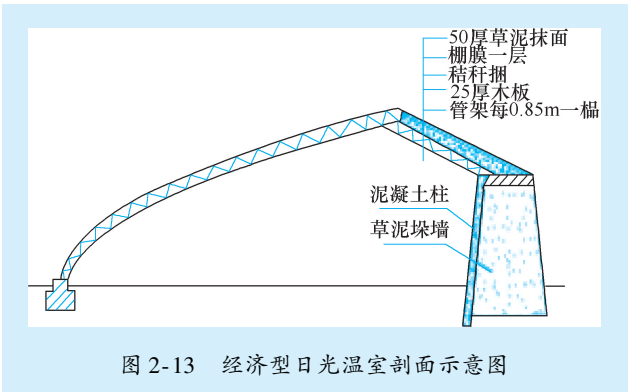 50厚草泥抹面
棚膜一层
秸秆捆
25厚木板
管架每0.85m一榀
泥凝土柱
草泥垛墙
图2-13 经济型日光温室剖面示意图